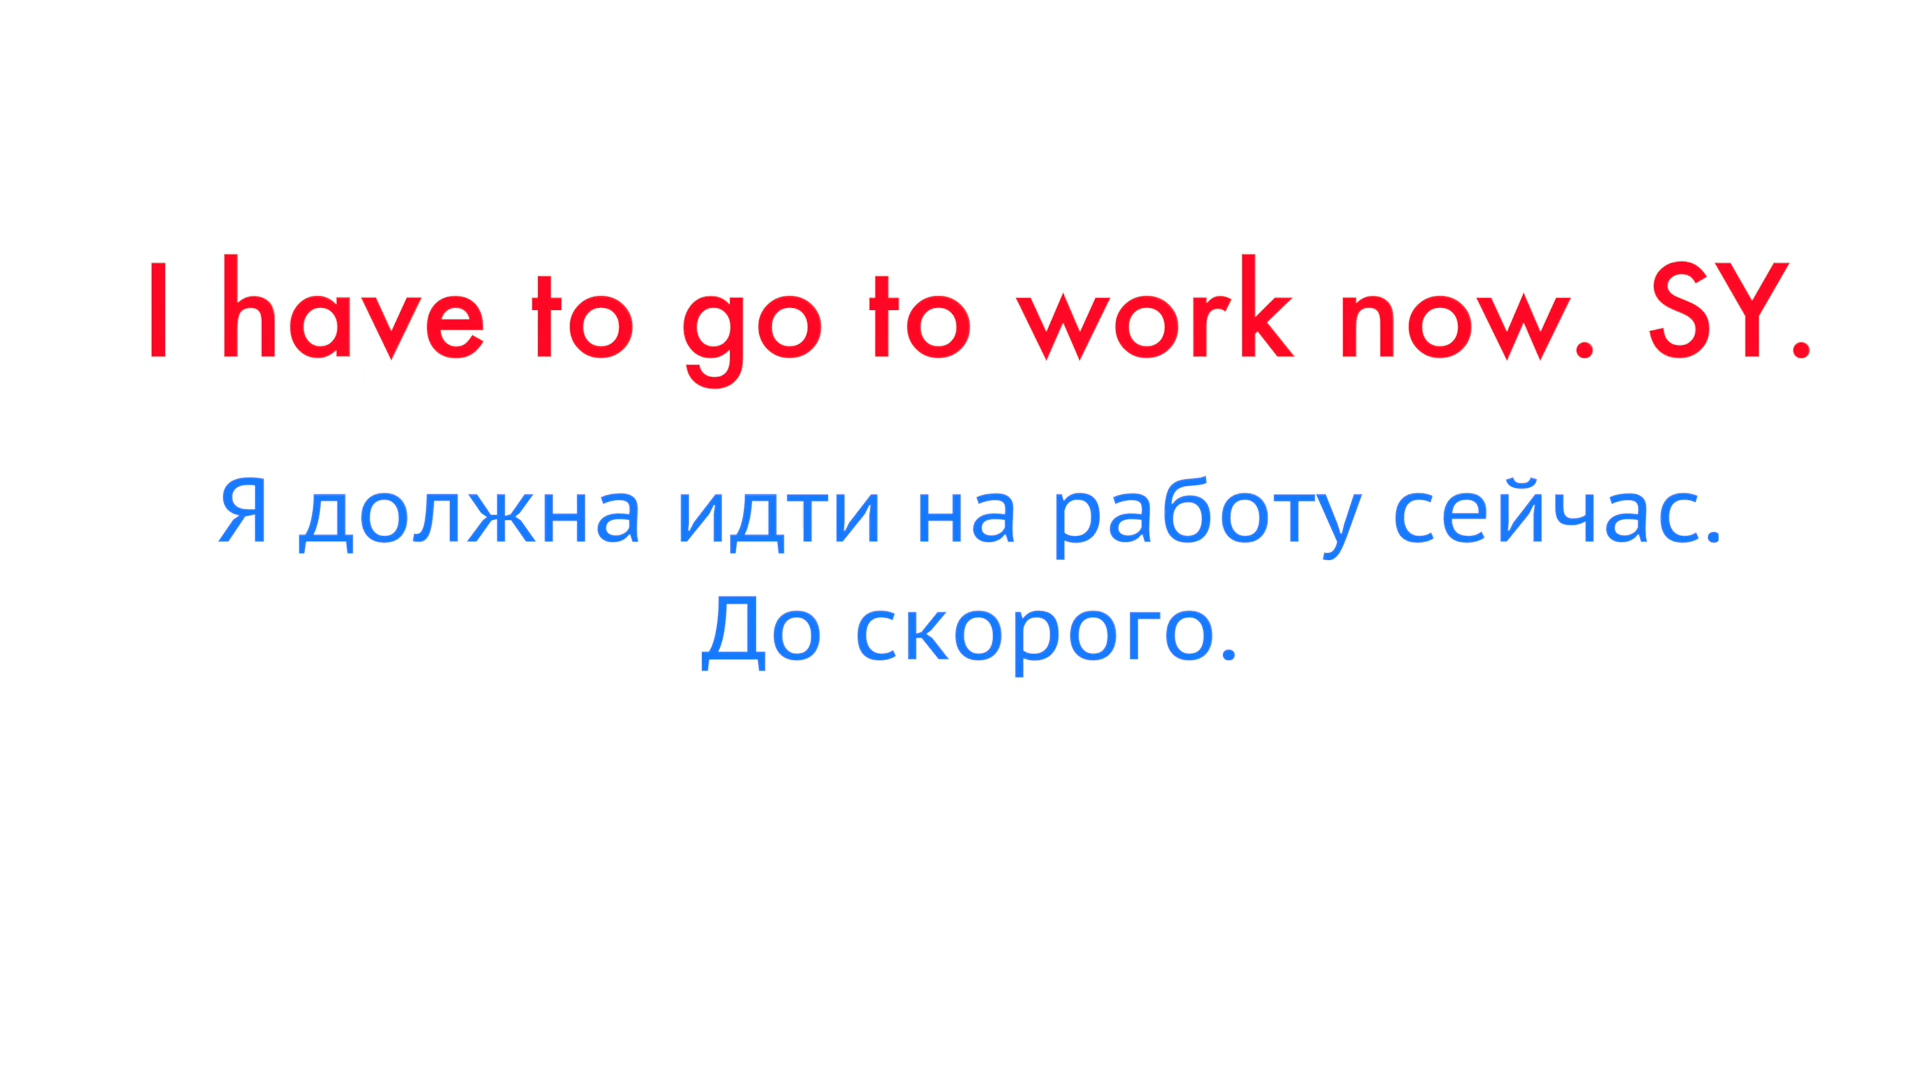 I have to go to work now. SY.
Я должна идти на работу сейчас.
До скорого.